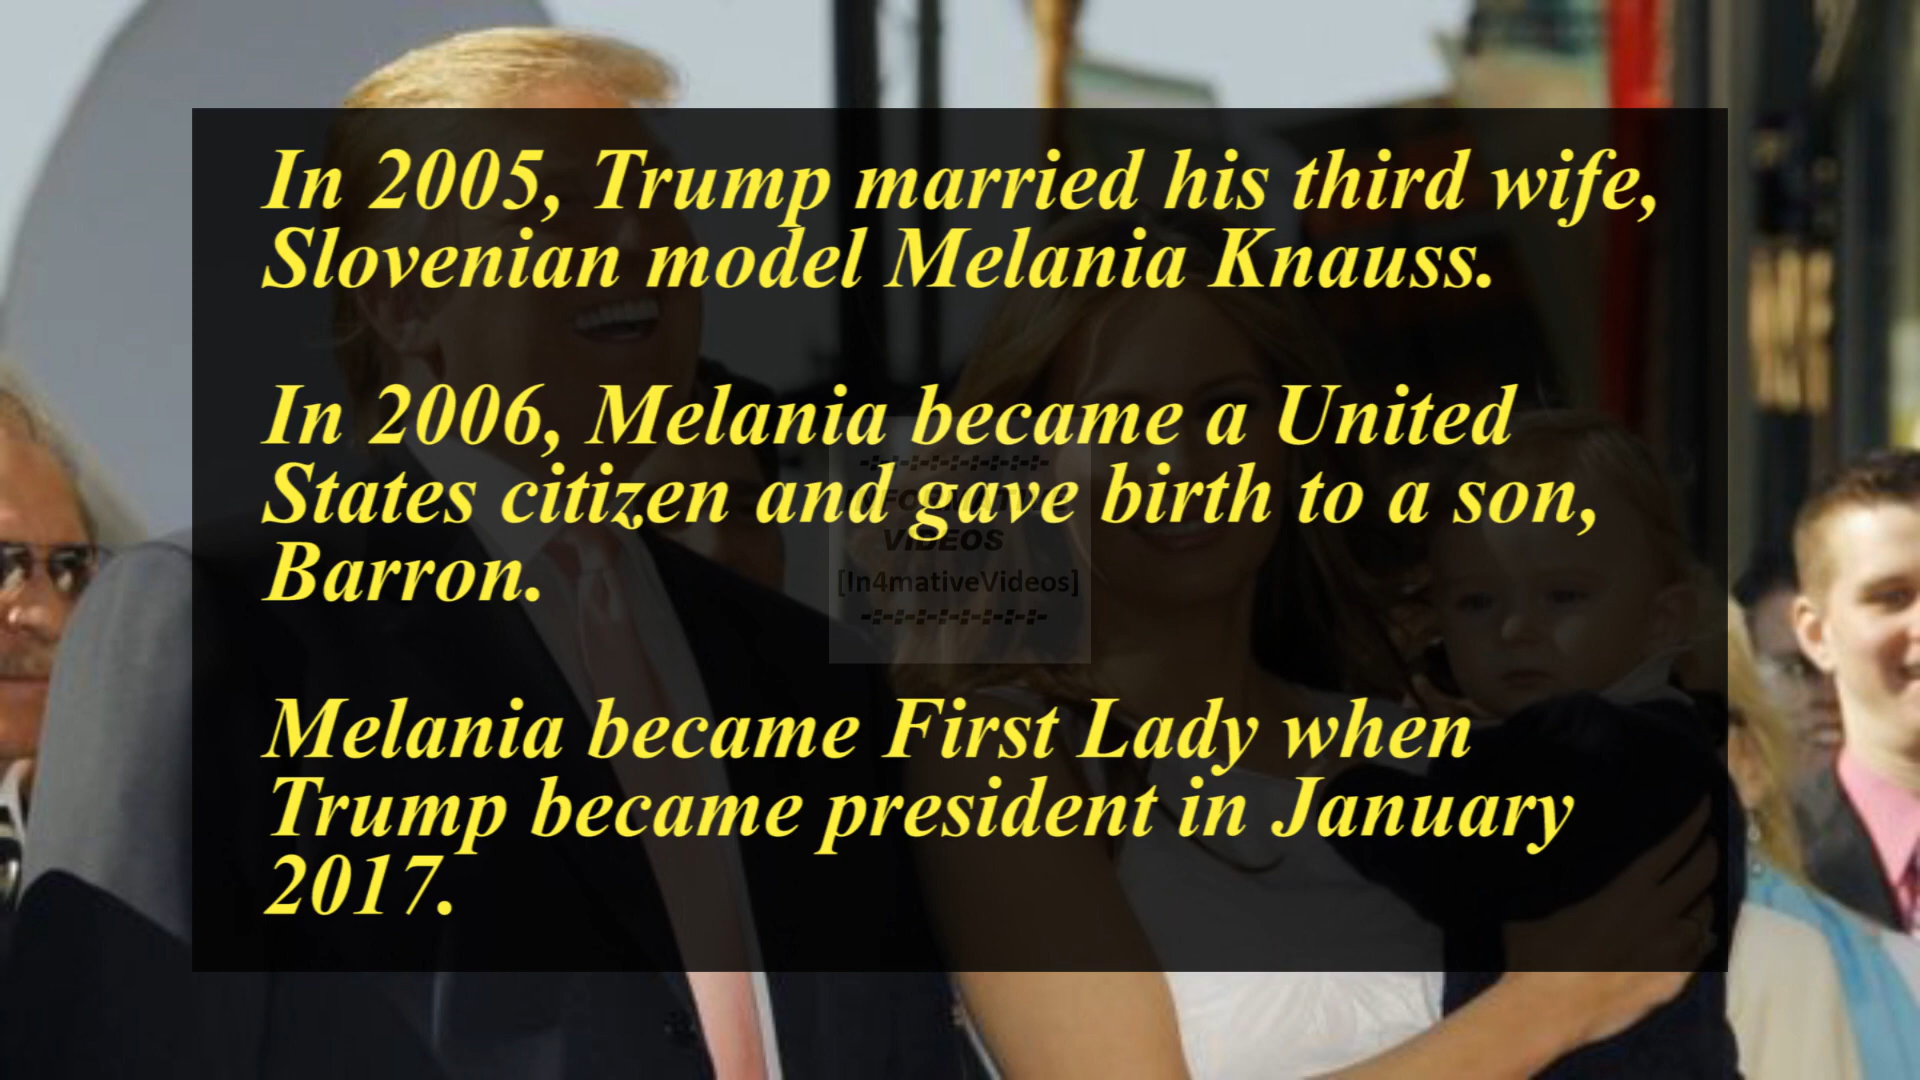 In 2005, Trump married his third wife,
Slovenian model Melania Knauss.
In 2006, Melania became a United
States citizen and gave birth to a son,
Barron.
Melania became First Lady when
Trump became president in January
2017.
INFORMATIVE
VIDEOS
[In4mativeVideos]